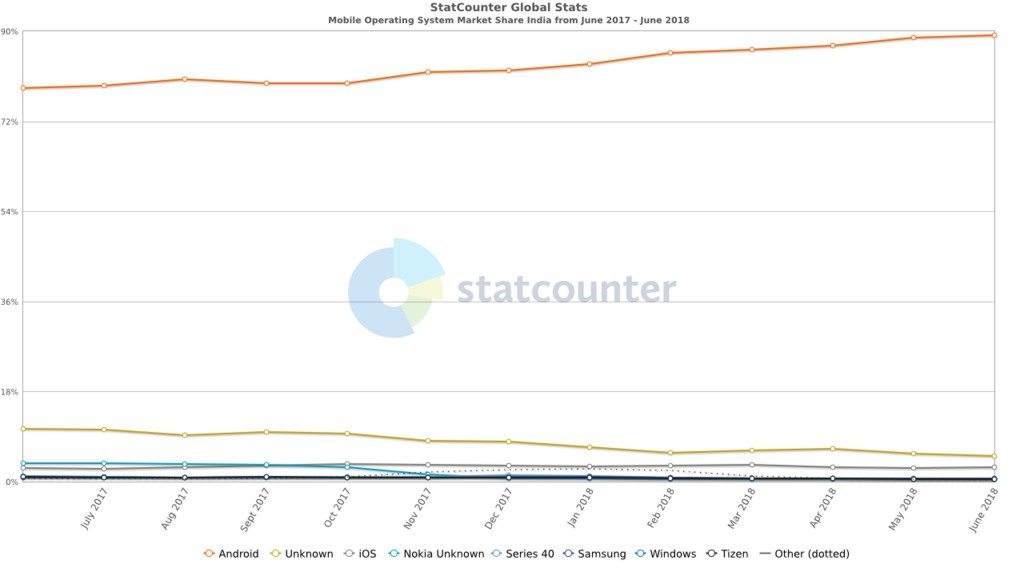 StatCounter Global Stats
Mobile Operating System Market Share India from June 2017 - June 2018
90%
72%
54%
36%
18%
0%
statcounter
July 2017 Aug 2017 Sept 2017 Oct 2017 Nov 2017 Dec 2017 Jan 2018 Feb 2018 Mar 2018 Apr 2018 May 2018 June 2018
Android Unknown iOS Nokia Unknown Series 40 Samsung Windows Tizen Other (dotted)